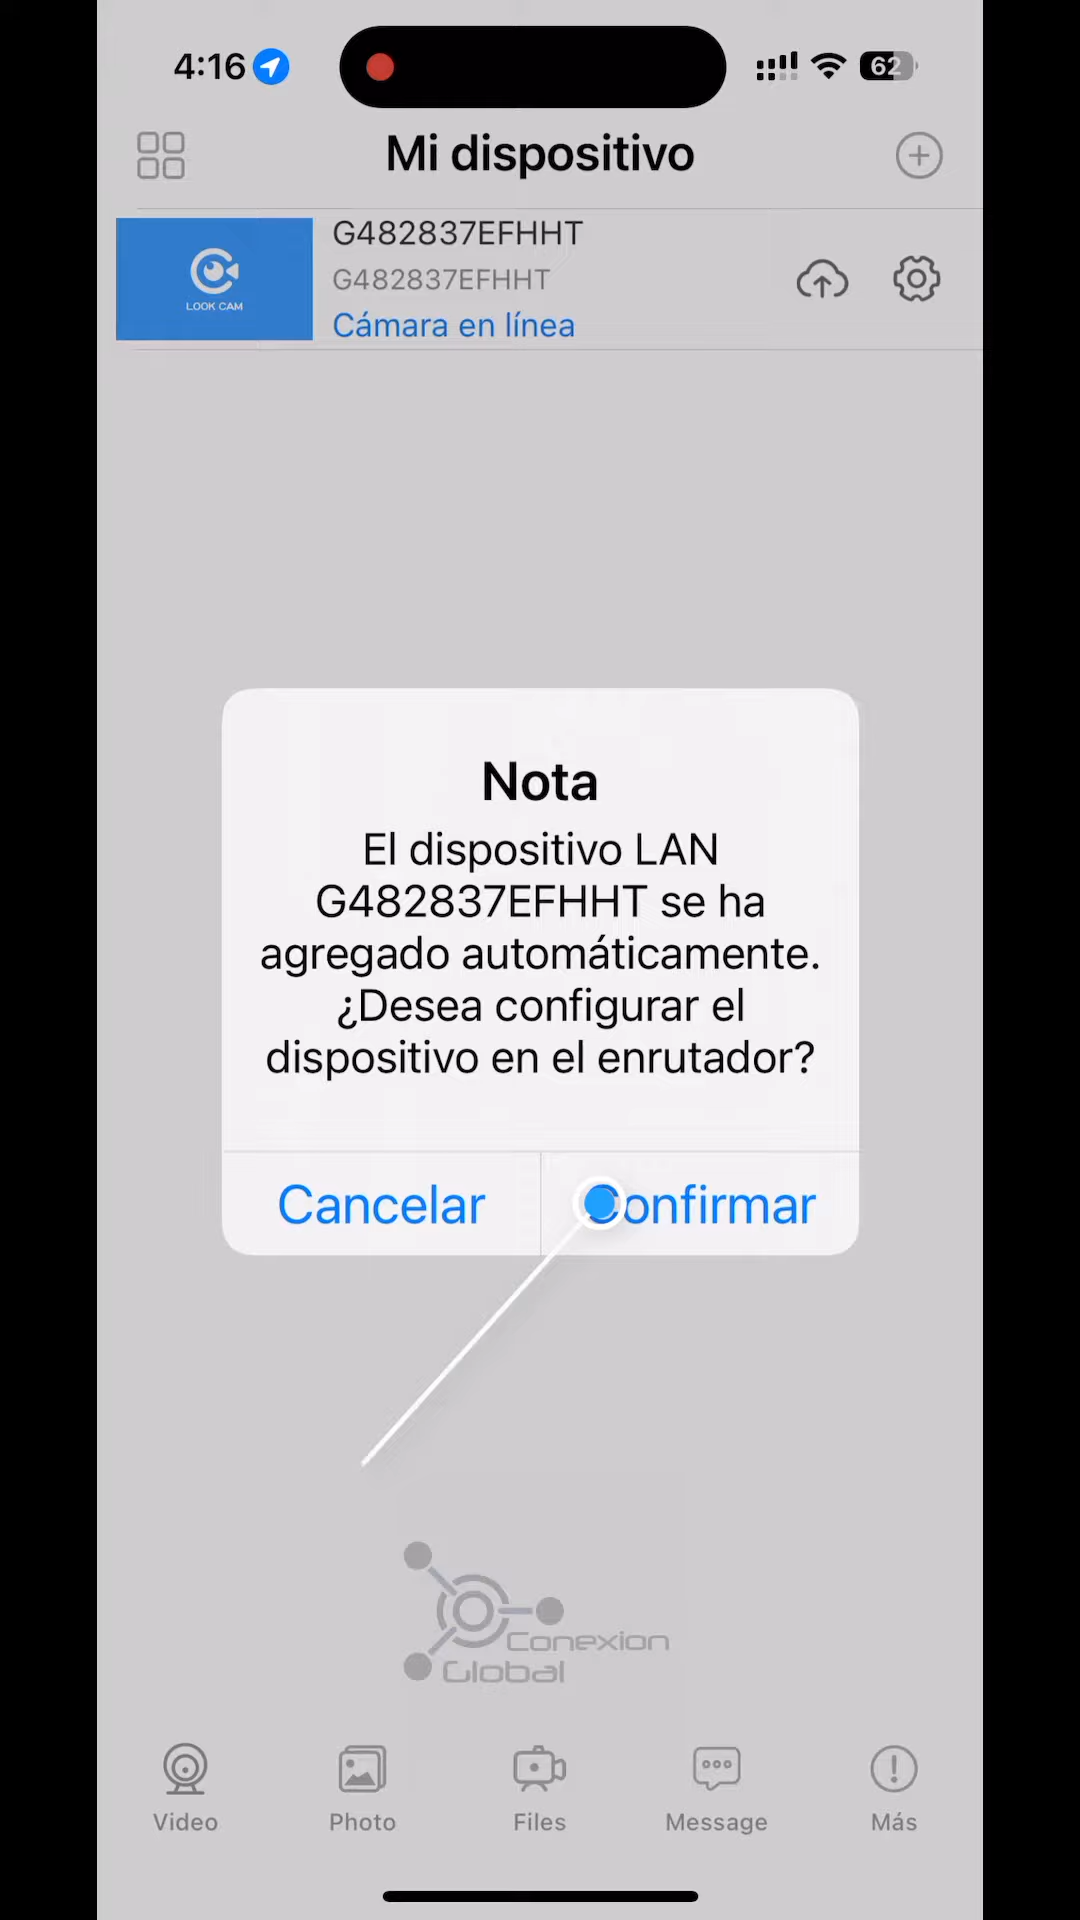 4:16
62
Mi dispositivo
LOOK CAM
G482837EFHHT
G482837EFHHT
Cámara en línea
Nota
El dispositivo LAN
G482837EFHHT se ha
agregado automáticamente.
¿Desea configurar el
dispositivo en el enrutador?
Cancelar
Confirmar
Conexion
Global
Video
Photo
Files
Message
Más